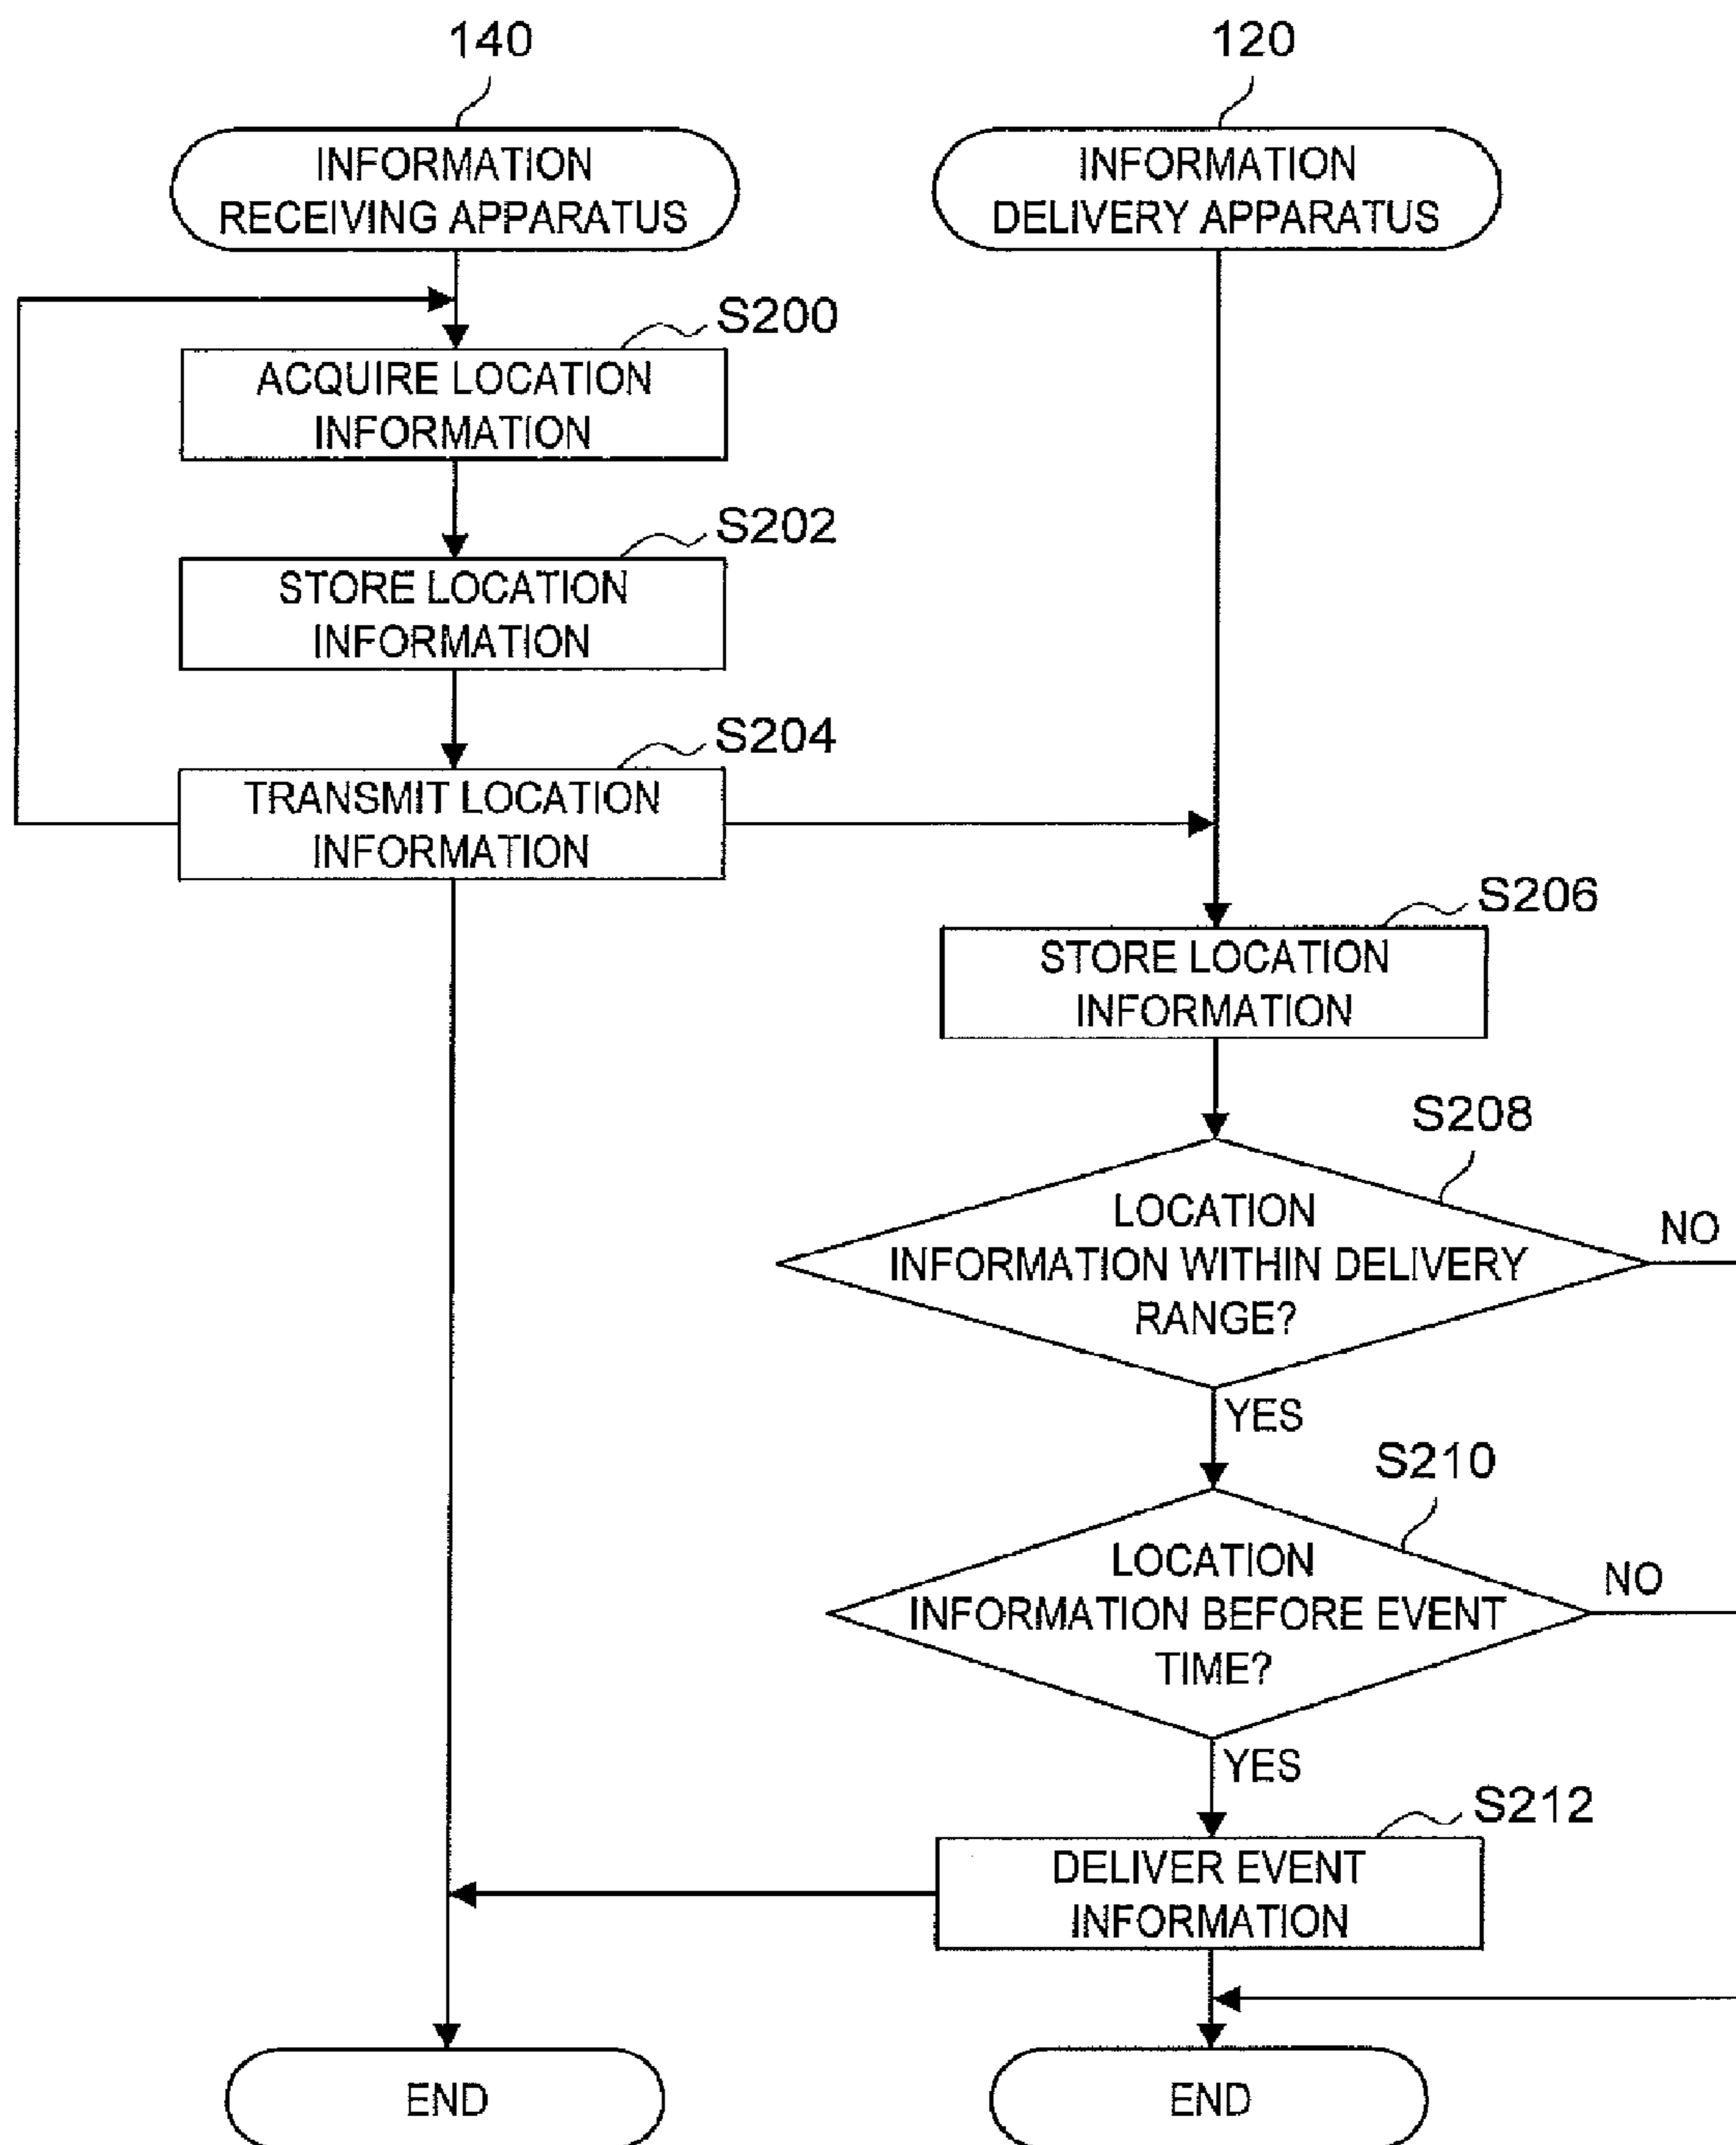 140
120
INFORMATION
RECEIVING APPARATUS
INFORMATION
DELIVERY APPARATUS
S200
ACQUIRE LOCATION
INFORMATION
S202
STORE LOCATION
INFORMATION
S204
TRANSMIT LOCATION
INFORMATION
S206
STORE LOCATION
INFORMATION
S208
LOCATION
INFORMATION WITHIN DELIVERY
RANGE?
NO
YES
S210
LOCATION
INFORMATION BEFORE EVENT
TIME?
NO
YES
S212
DELIVER EVENT
INFORMATION
END
END